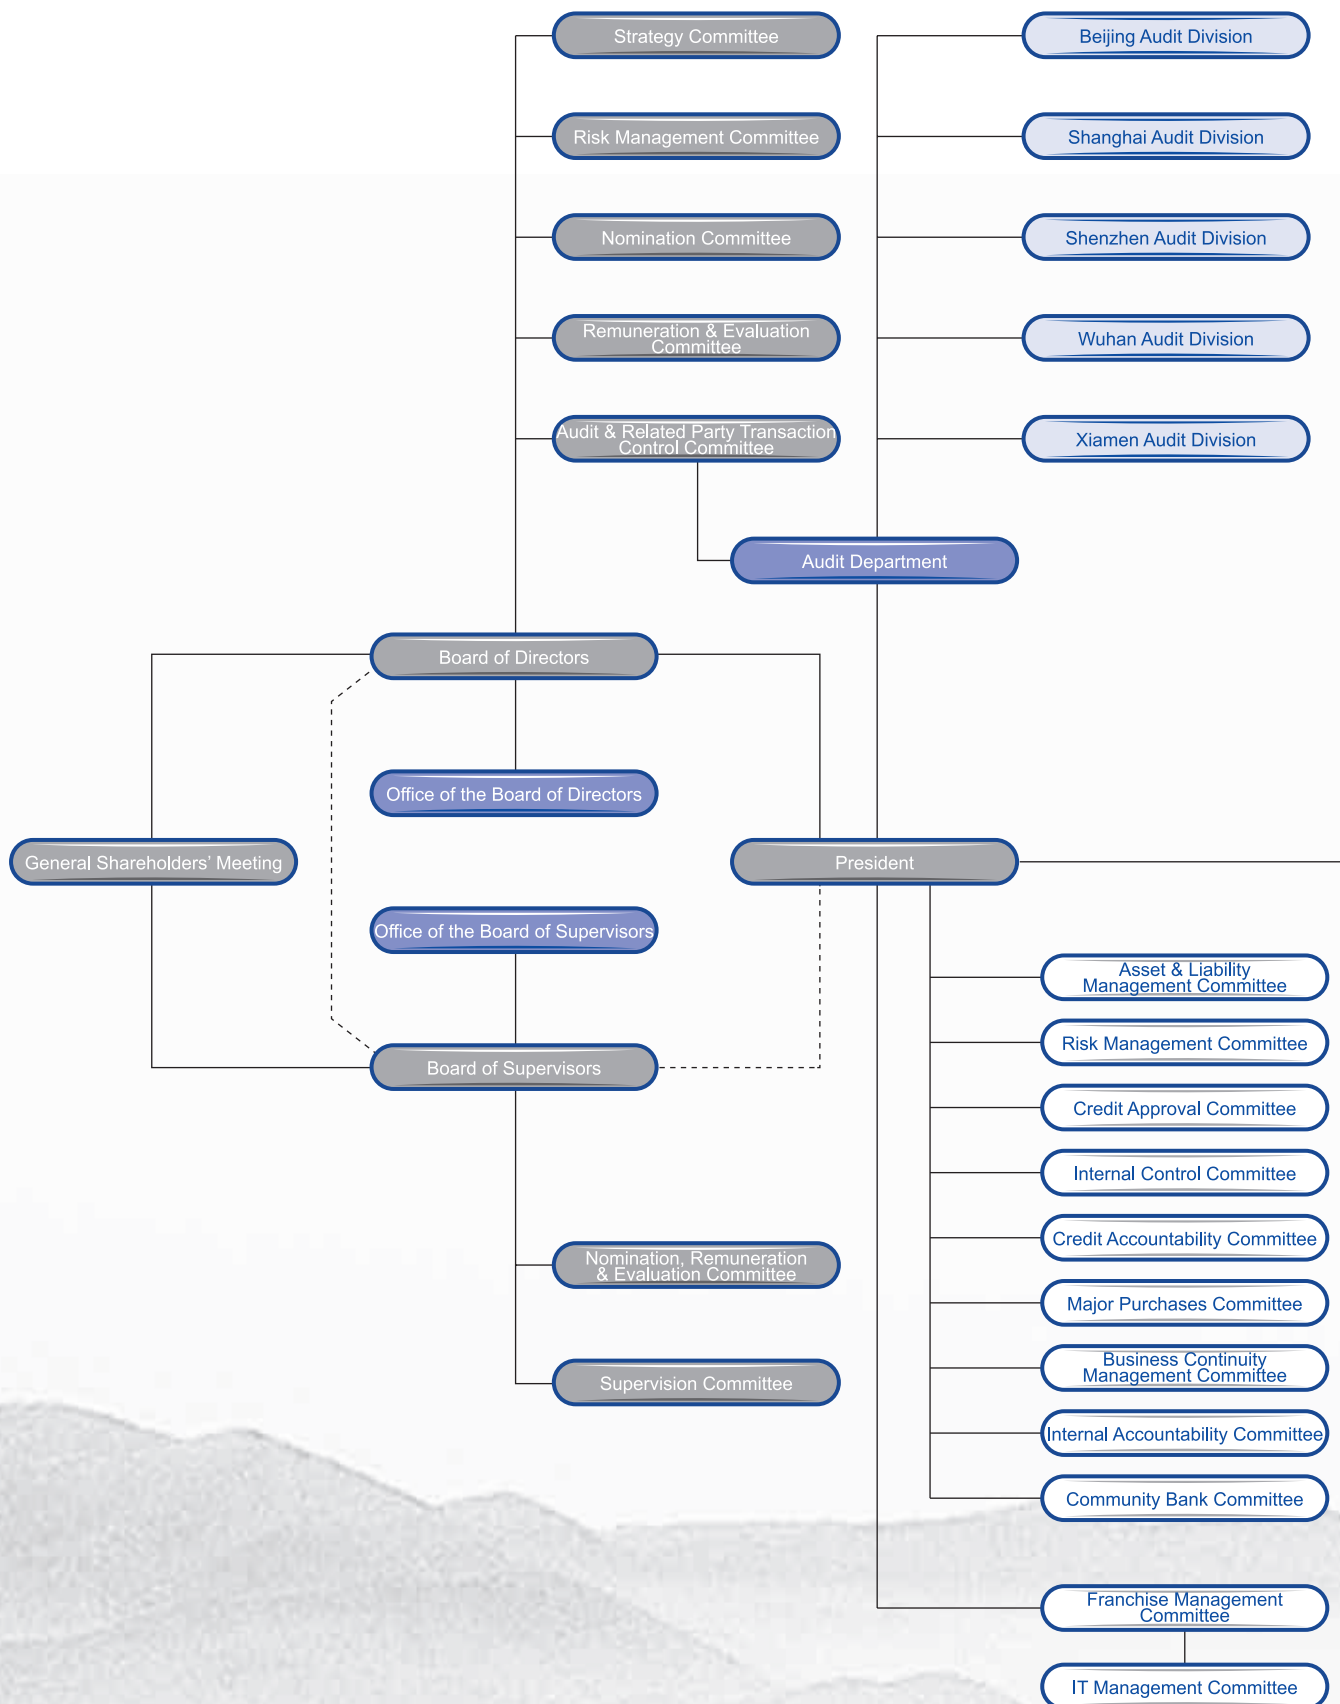 Strategy Committee
Beijing Audit Division
Risk Management Committee
Shanghai Audit Division
Nomination Committee
Shenzhen Audit Division
Remuneration & Evaluation
Committee
Wuhan Audit Division
Audit & Related Party Transaction
Control Committee
Xiamen Audit Division
Audit Department
Board of Directors
Office of the Board of Directors
General Shareholders’ Meeting
President
Office of the Board of Supervisors
Board of Supervisors
Asset & Liability
Management Committee
Risk Management Committee
Credit Approval Committee
Internal Control Committee
Credit Accountability Committee
Major Purchases Committee
Business Continuity
Management Committee
Internal Accountability Committee
Community Bank Committee
Nomination, Remuneration
& Evaluation Committee
Supervision Committee
Franchise Management
Committee
IT Management Committee